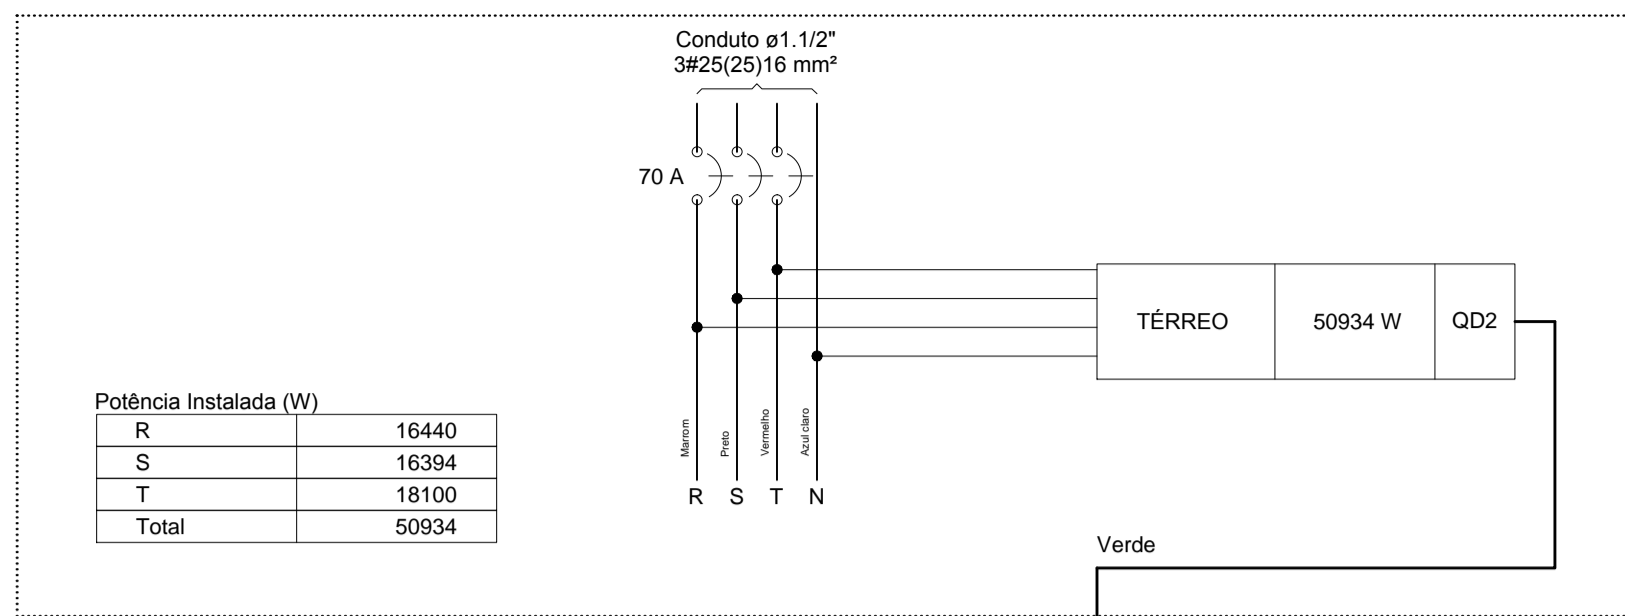 Conduto ø1.1/2"
3#25(25)16 mm²
70 A
TÉRREO 50934 W QD2
Potência Instalada (W)
R 16440
S 16394
T 18100
Total 50934
Marrom
Preto
Vermelho
Azul claro
R S T N
Verde